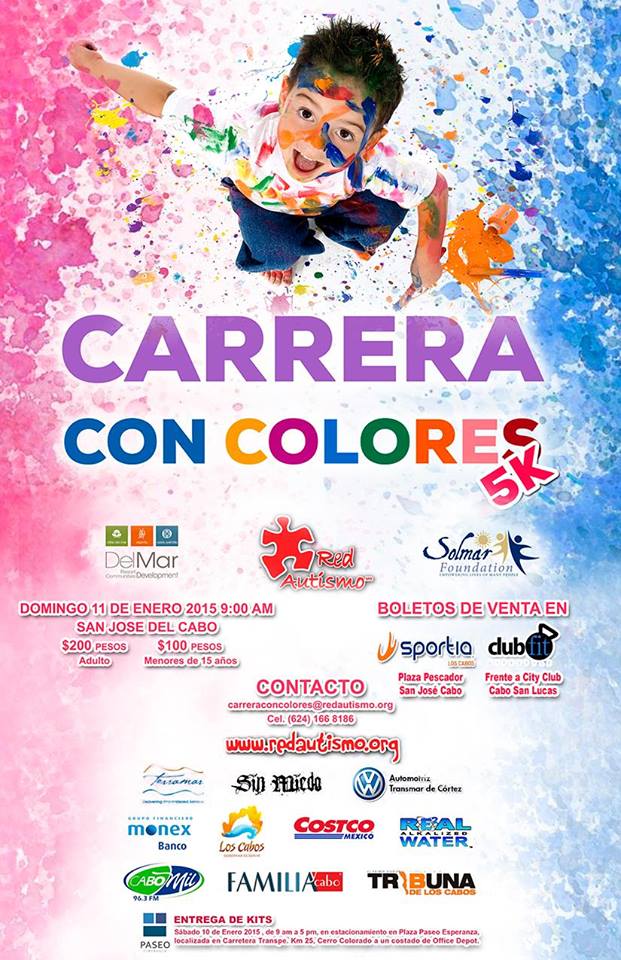 CARRERA
CON COLORES
5K
DelMar
Resort
Communities Development
Red
Autismo
Solmar
Foundation
EMPOWERING LIVES OF MANY PEOPLE
DOMINGO 11 DE ENERO 2015 9:00 AM
SAN JOSE DEL CABO
$200 PESOS
Adulto
$100 PESOS
Menores de 15 años
BOLETOS DE VENTA EN
sportia
LOS CABOS
Plaza Pescador
San José Cabo
club fit
Frente a City Club
Cabo San Lucas
CONTACTO
carreraconcolores@redautismo.org
Cel. (624) 166 8186
www.redautismo.org
Terramar
Sin Miedo
Automotriz
Transmar de Córtez
GRUPO FINANCIERO
monex
Banco
Los Cabos
COSTCO
MEXICO
REAL
ALKALIZED
WATER
CABO Mil
96.3 FM
FAMILIA cabo
TRIBUNA
DE LOS CABOS
PASEO
ENTREGA DE KITS
Sábado 10 de Enero 2015 , de 9 am a 5 pm, en estacionamiento en Plaza Paseo Esperanza,
localizada en Carretera Transpe. Km 25, Cerro Colorado a un costado de Office Depot.